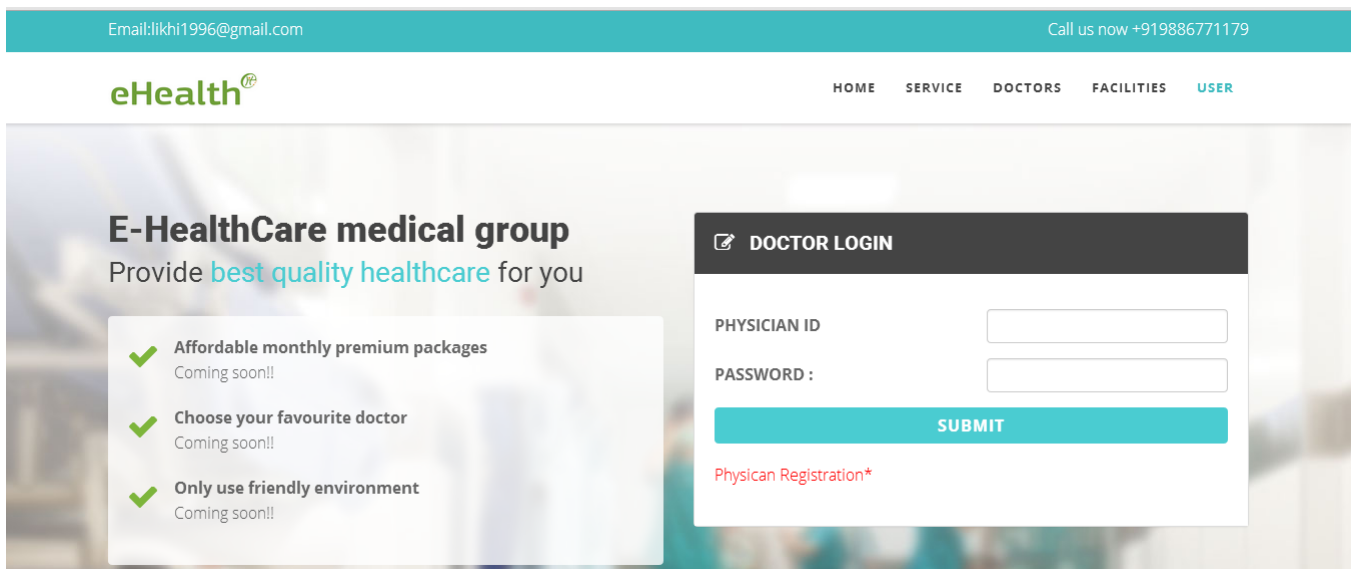 Email:likhi1996@gmail.com
Call us now +919886771179
eHealth
HOME SERVICE DOCTORS FACILITIES USER
E-HealthCare medical group
Provide best quality healthcare for you
Affordable monthly premium packages
Coming soon!!
Choose your favourite doctor
Coming soon!!
Only use friendly environment
Coming soon!!
DOCTOR LOGIN
PHYSICIAN ID
PASSWORD :
SUBMIT
Physican Registration*